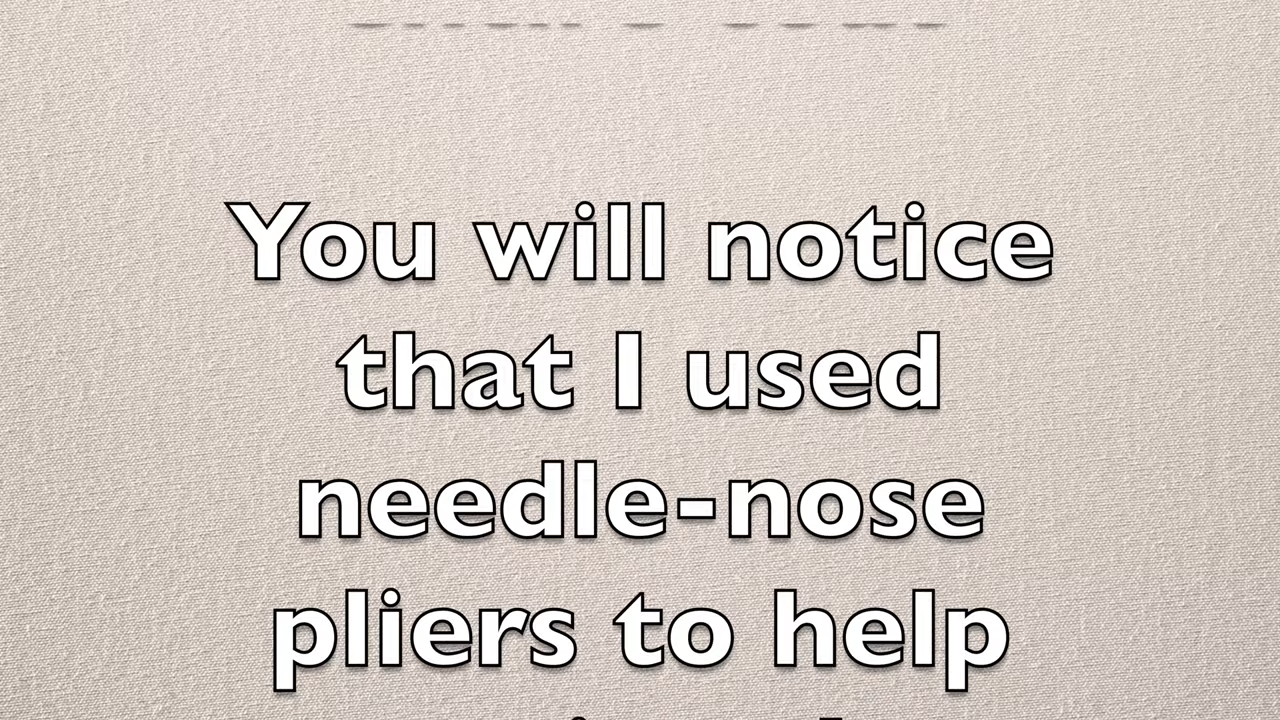 You will notice
that I used
needle-nose
pliers to help